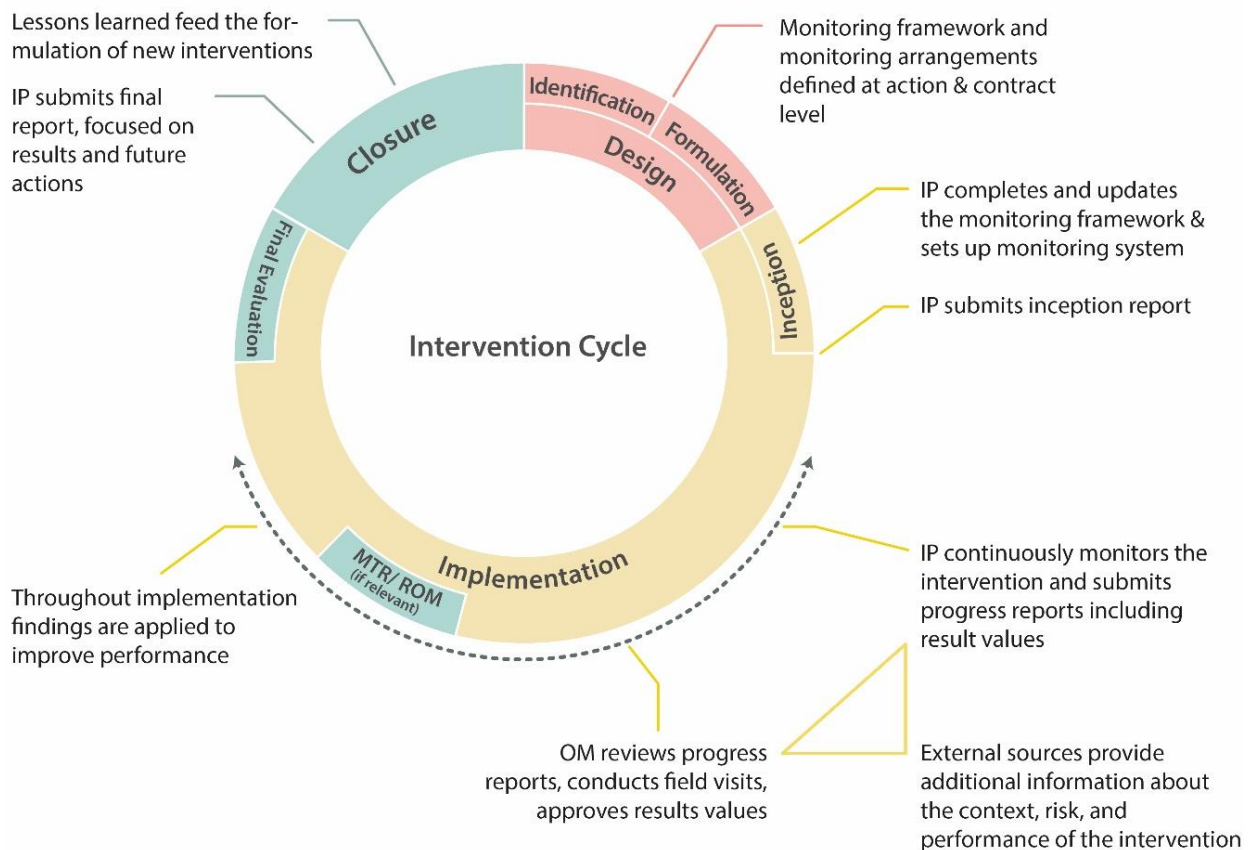 Lessons learned feed the for-
mulation of new interventions
IP submits final
report, focused on
results and future
actions
Monitoring framework and
monitoring arrangements
defined at action & contract
level
Closure
Identification
Formulation
Design
IP completes and updates
the monitoring framework &
sets up monitoring system
Inception
IP submits inception report
Final Evaluation
Intervention Cycle
Implementation
MTR/ ROM
(if relevant)
IP continuously monitors the
intervention and submits
progress reports including
result values
Throughout implementation
findings are applied to
improve performance
OM reviews progress
reports, conducts field visits,
approves results values
External sources provide
additional information about
the context, risk, and
performance of the intervention